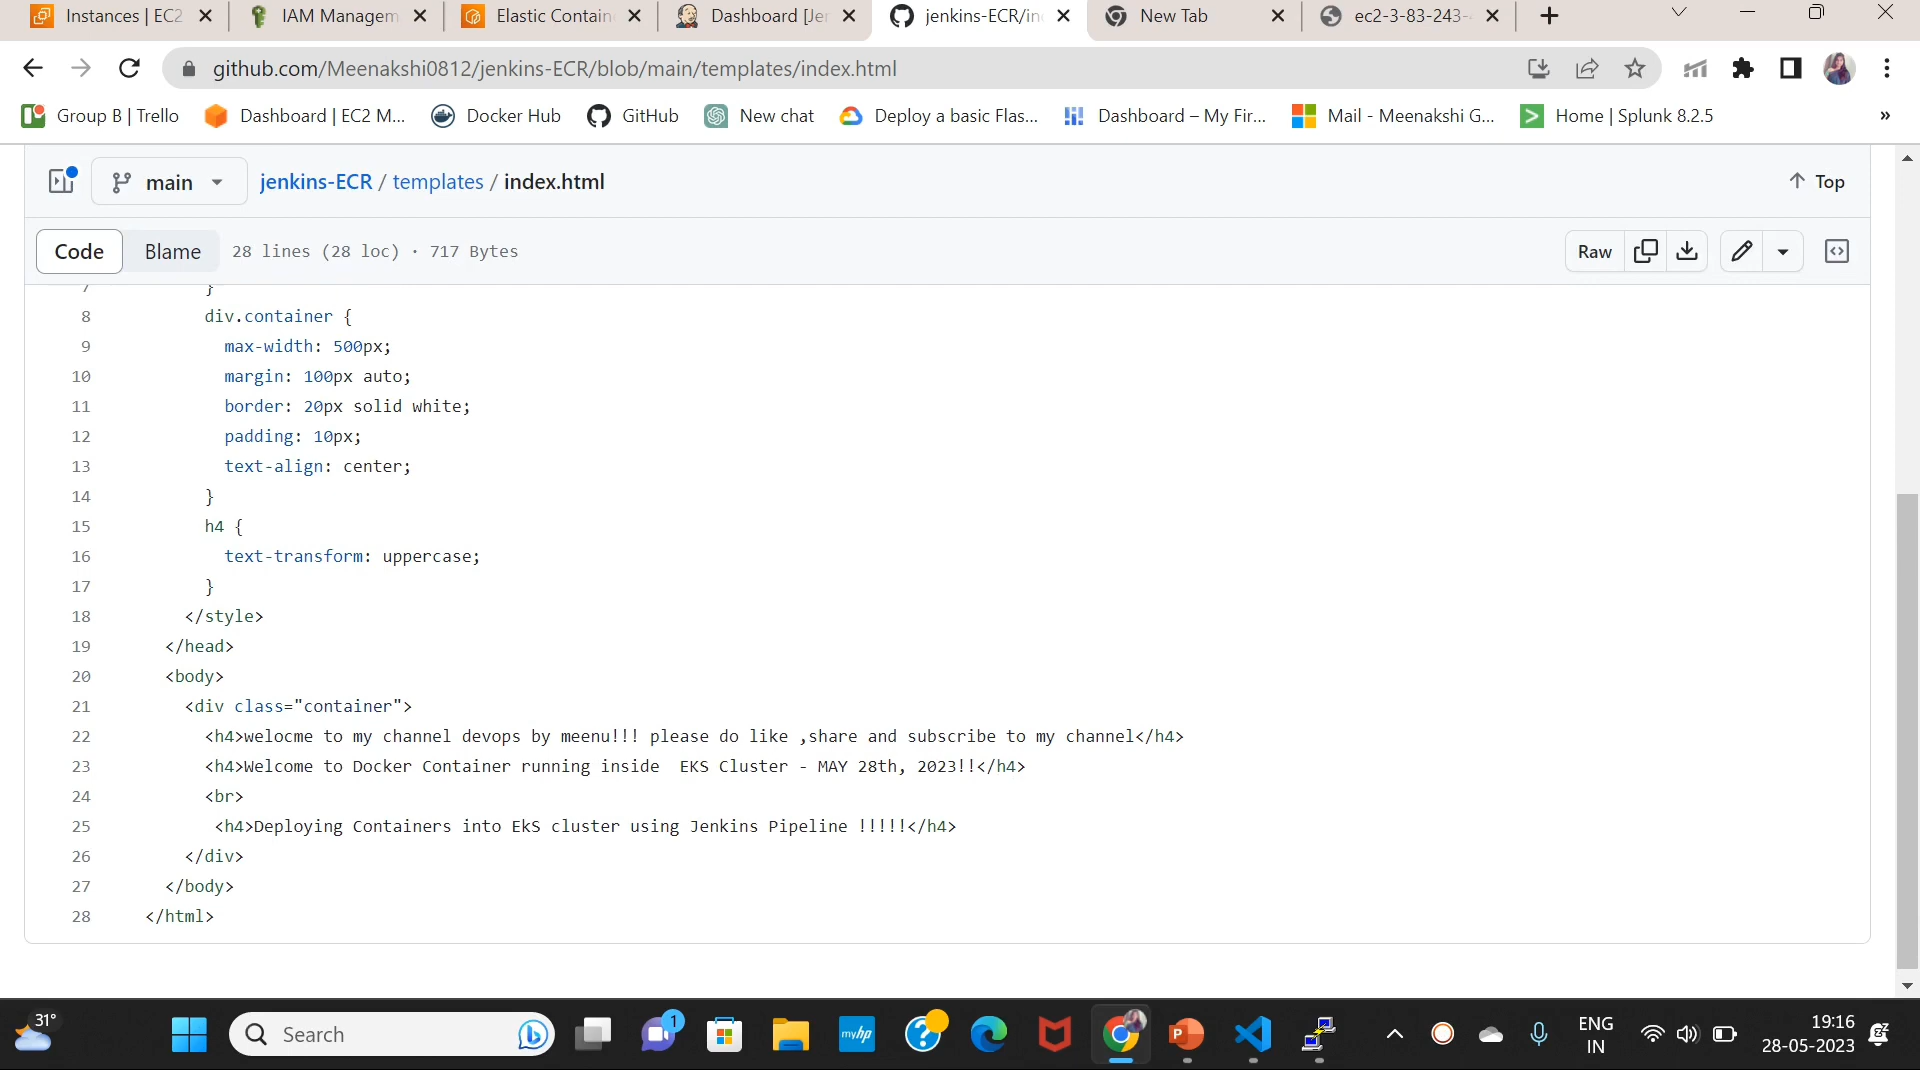 Instances | EC2
IAM Managem
Elastic Contain
Dashboard [Je
jenkins-ECR/in
New Tab
ec2-3-83-243-
github.com/Meenakshi0812/jenkins-ECR/blob/main/templates/index.html
Group B | Trello
Dashboard | EC2 M...
Docker Hub
GitHub
New chat
Deploy a basic Flas...
Dashboard – My Fir...
Mail - Meenakshi G...
Home | Splunk 8.2.5
»
main
jenkins-ECR / templates / index.html
Top
Code
Blame
28 lines (28 loc) · 717 Bytes
Raw
7 }
8 div.container {
9 max-width: 500px;
10 margin: 100px auto;
11 border: 20px solid white;
12 padding: 10px;
13 text-align: center;
14 }
15 h4 {
16 text-transform: uppercase;
17 }
18 </style>
19 </head>
20 <body>
21 <div class="container">
22 <h4>welocme to my channel devops by meenu!!! please do like ,share and subscribe to my channel</h4>
23 <h4>Welcome to Docker Container running inside  EKS Cluster - MAY 28th, 2023!!</h4>
24 <br>
25 <h4>Deploying Containers into EkS cluster using Jenkins Pipeline !!!!!</h4>
26 </div>
27 </body>
28 </html>
31°
Search
1
myhp
ENG
IN
19:16
28-05-2023